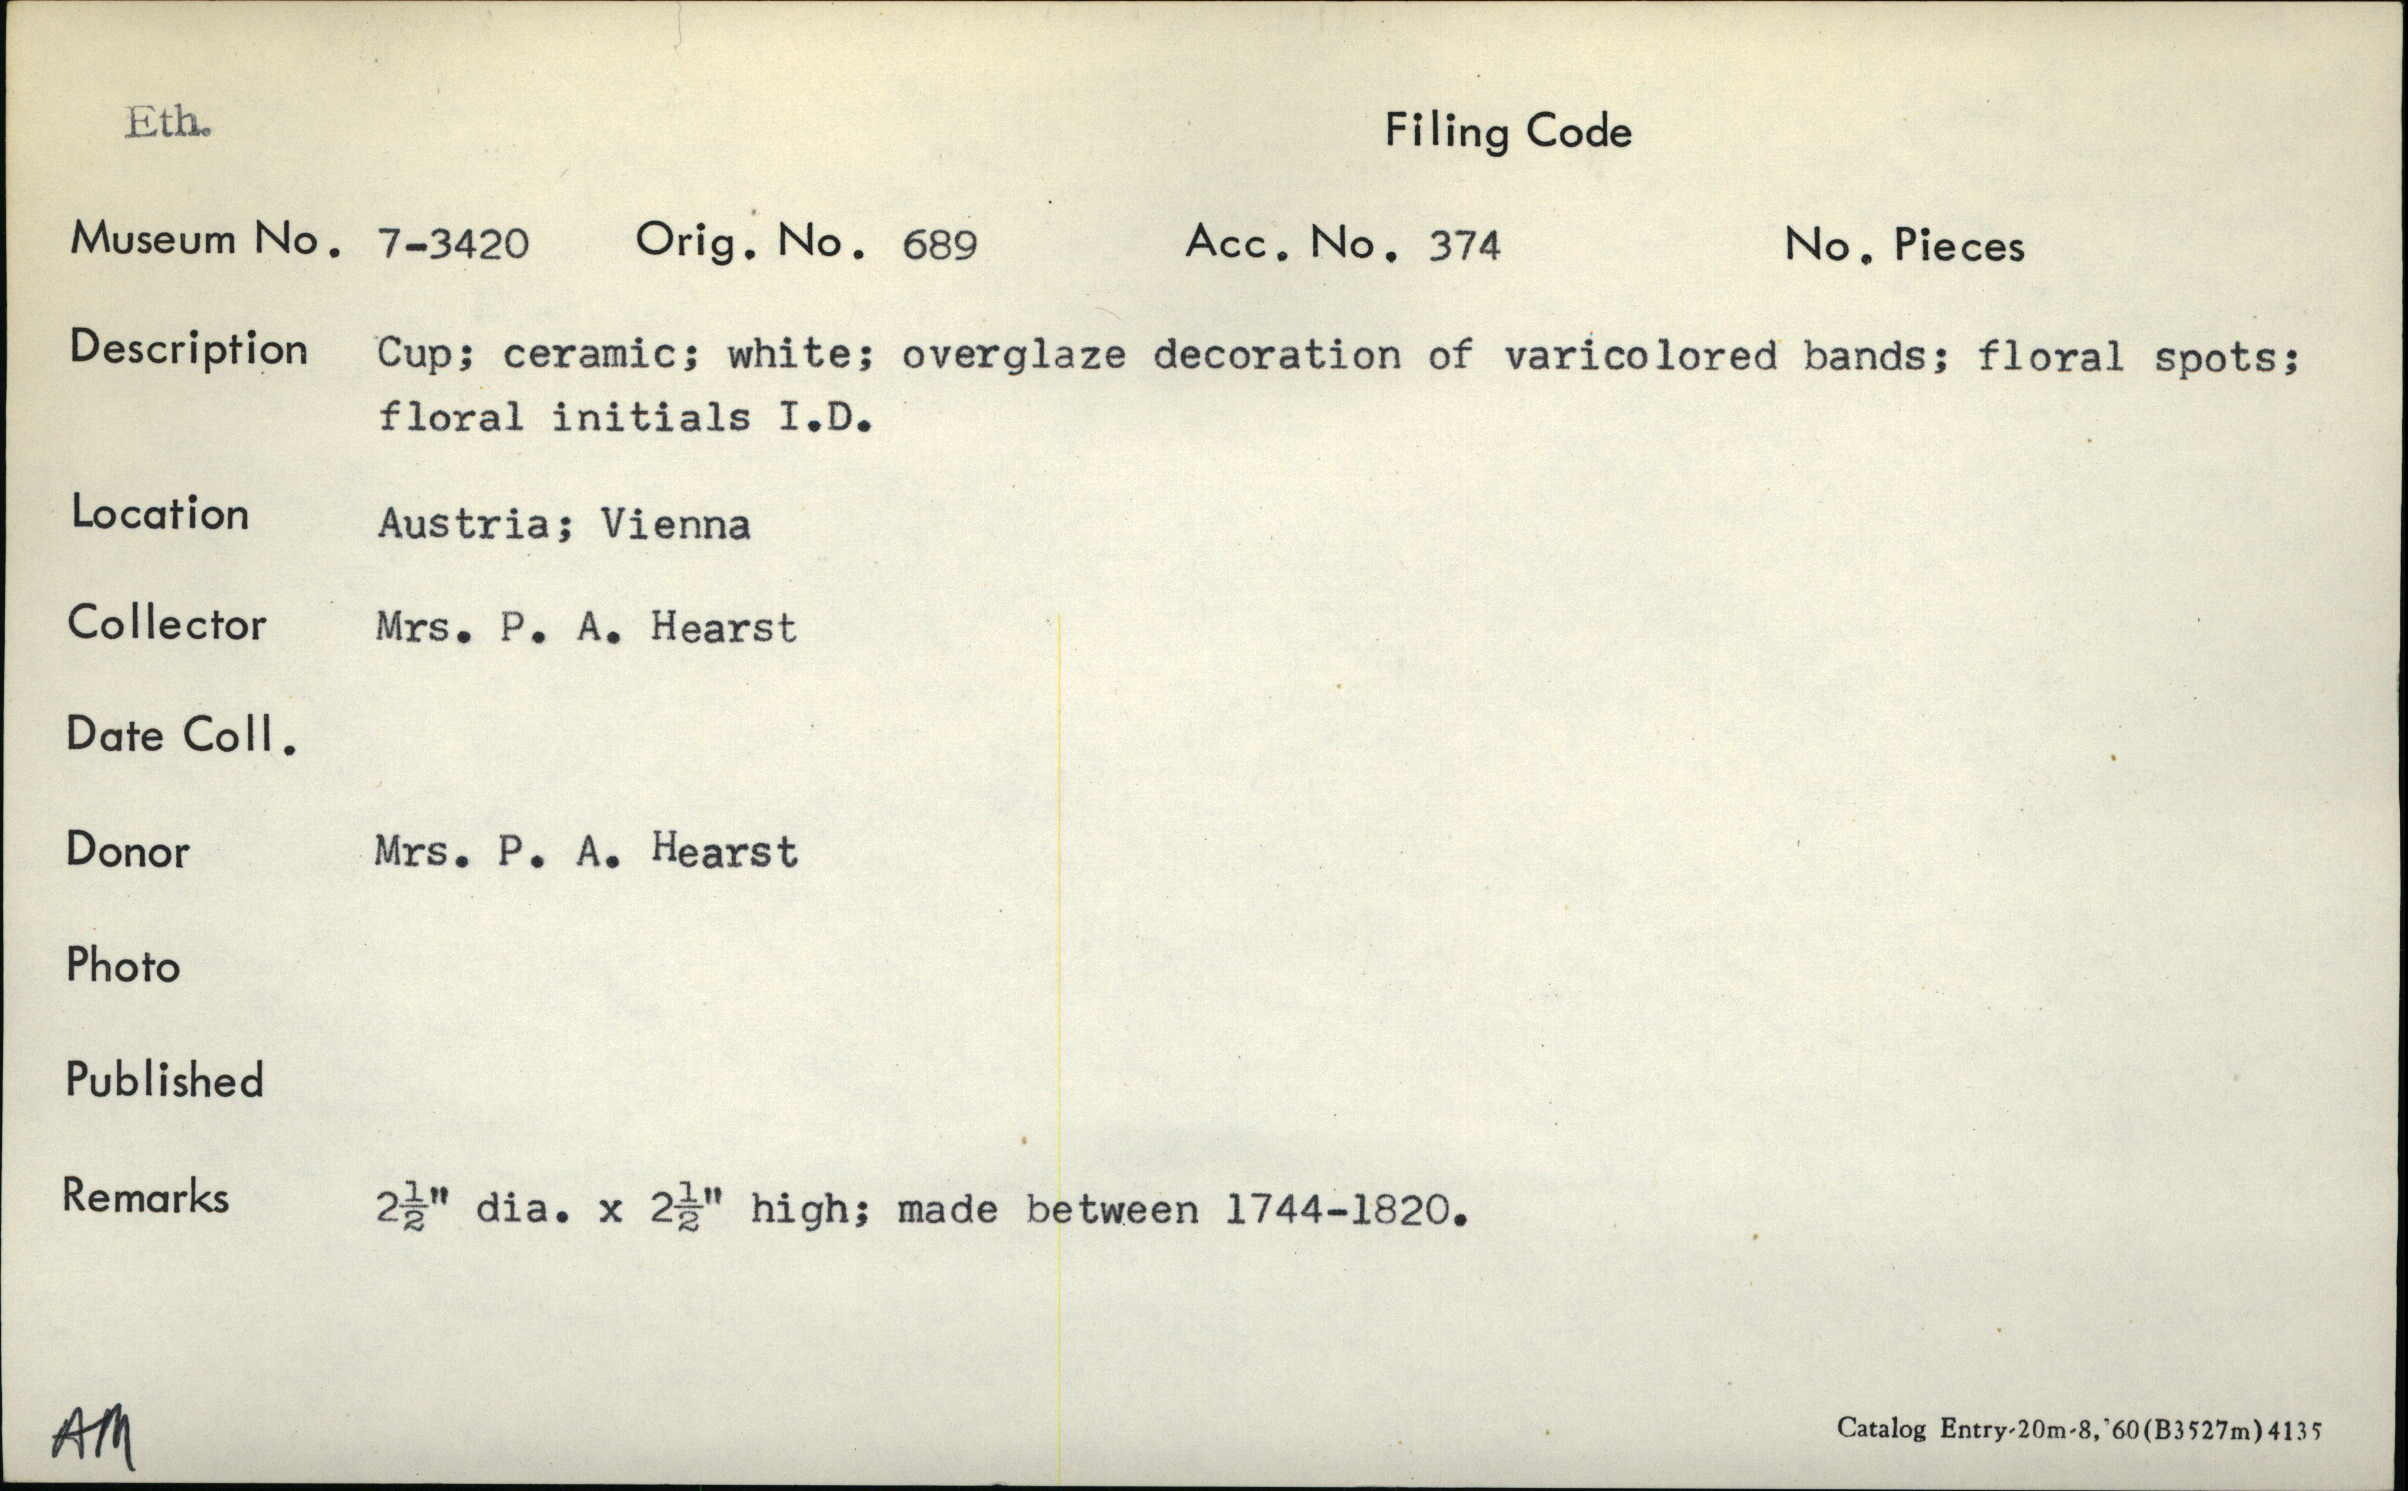 Eth.
Filing Code
Museum No. 7-3420 Orig. No. 689 Acc. No. 374 No. Pieces
Description Cup; ceramic; white; overglaze decoration of varicolored bands; floral spots;
floral initials I.D.
Location Austria; Vienna
Collector Mrs. P. A. Hearst
Date Coll.
Donor Mrs. P. A. Hearst
Photo
Published
Remarks 2½" dia. x 2½" high; made between 1744-1820.
AM
Catalog Entry-20m-8,'60(B3527m)4135